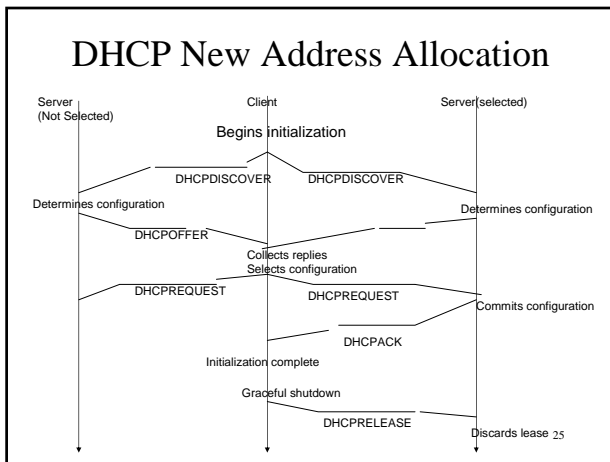 DHCP New Address Allocation
Server
(Not Selected)
Client
Server(selected)
Begins initialization
DHCPDISCOVER
DHCPDISCOVER
Determines configuration
Determines configuration
DHCPOFFER
Collects replies
Selects configuration
DHCPREQUEST
DHCPREQUEST
Commits configuration
DHCPACK
Initialization complete
Graceful shutdown
DHCPRELEASE
Discards lease
25